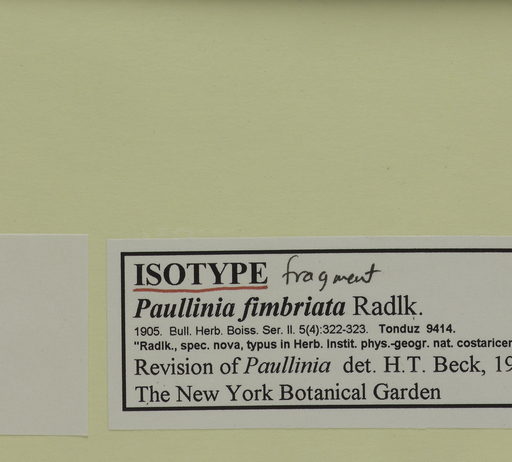 ISOTYPE fragment
Paullinia fimbriata Radlk.
1905. Bull. Herb. Boiss. Ser. II. 5(4):322-323. Tonduz 9414.
"Radlk., spec. nova, typus in Herb. Instit. phys.-geogr. nat. costaricen
Revision of Paullinia det. H.T. Beck, 19
The New York Botanical Garden